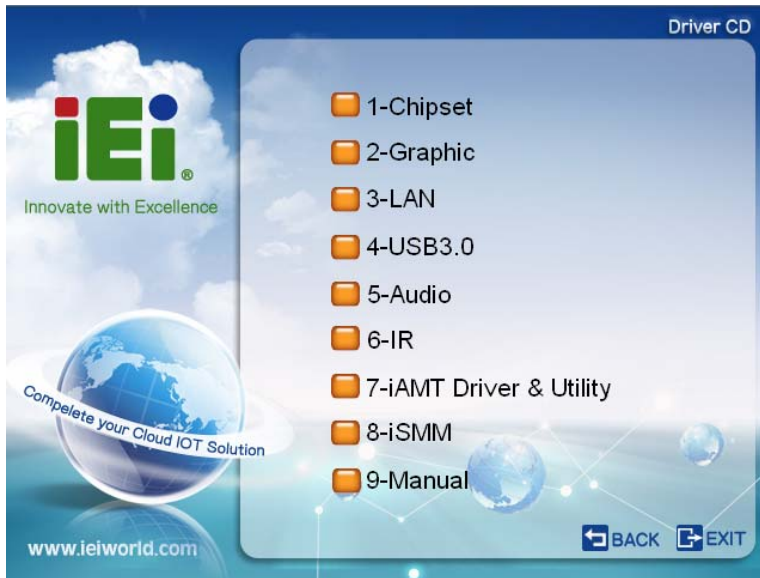 Driver CD
iEi®
Innovate with Excellence
1-Chipset
2-Graphic
3-LAN
4-USB3.0
5-Audio
6-IR
7-iAMT Driver & Utility
8-iSMM
9-Manual
Compelete your Cloud IOT Solution
www.ieiworld.com
BACK
EXIT